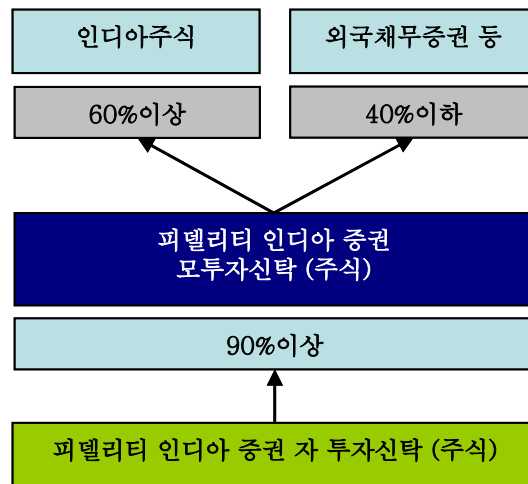 인디아주식
외국채무증권 등
60%이상
40%이하
피델리티 인디아 증권
모투자신탁 (주식)
90%이상
피델리티 인디아 증권 자 투자신탁 (주식)